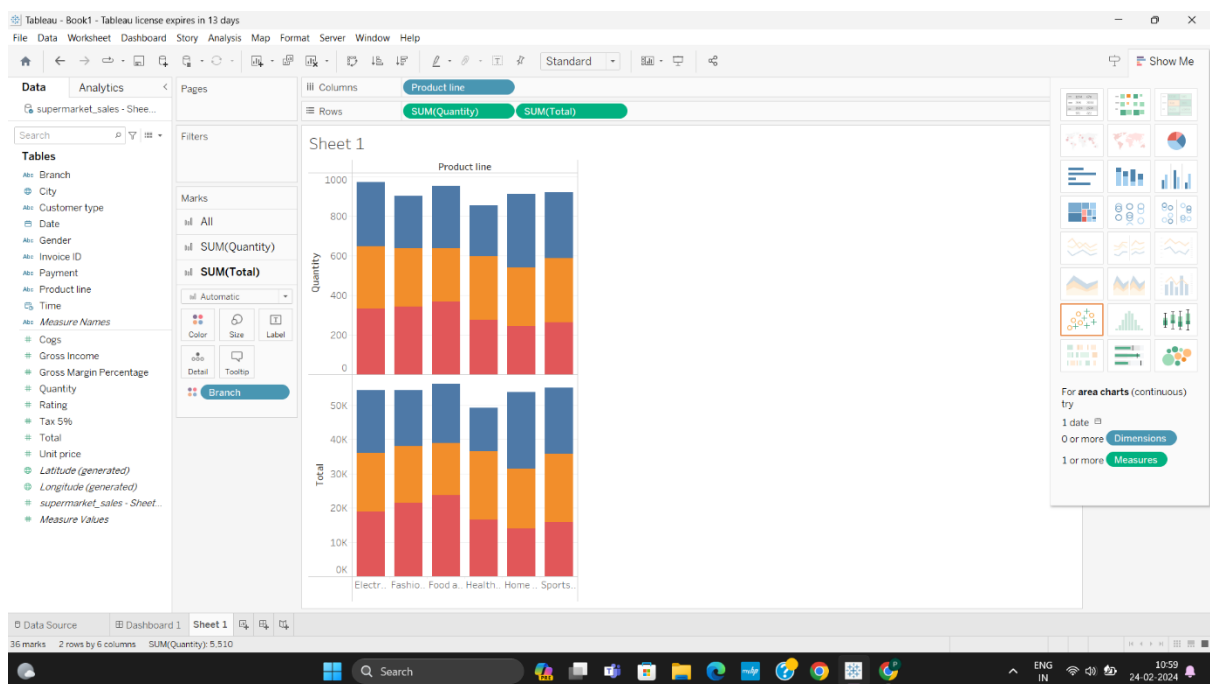 Tableau - Book1 - Tableau license expires in 13 days
File Data Worksheet Dashboard Story Analysis Map Format Server Window Help
Standard
Show Me
Data Analytics
supermarket_sales - Shee...
Search
Tables
Abc Branch
City
Abc Customer type
Date
Abc Gender
Abc Invoice ID
Abc Payment
Abc Product line
Time
Abc Measure Names
# Cogs
# Gross Income
# Gross Margin Percentage
# Quantity
# Rating
# Tax 5%
# Total
# Unit price
Latitude (generated)
Longitude (generated)
# supermarket_sales - Sheet...
# Measure Values
Pages
Filters
Marks
All
SUM(Quantity)
SUM(Total)
Automatic
Color Size Label
Detail Tooltip
Branch
Columns Product line
Rows SUM(Quantity) SUM(Total)
Sheet 1
Product line
1000
800
600
400
200
0
Quantity
50K
40K
30K
20K
10K
0K
Total
Electr.. Fashio.. Food a.. Health.. Home .. Sports..
For area charts (continuous)
try
1 date
0 or more Dimensions
1 or more Measures
Data Source Dashboard 1 Sheet 1
36 marks 2 rows by 6 columns SUM(Quantity): 5,510
Search
ENG
IN
10:59
24-02-2024